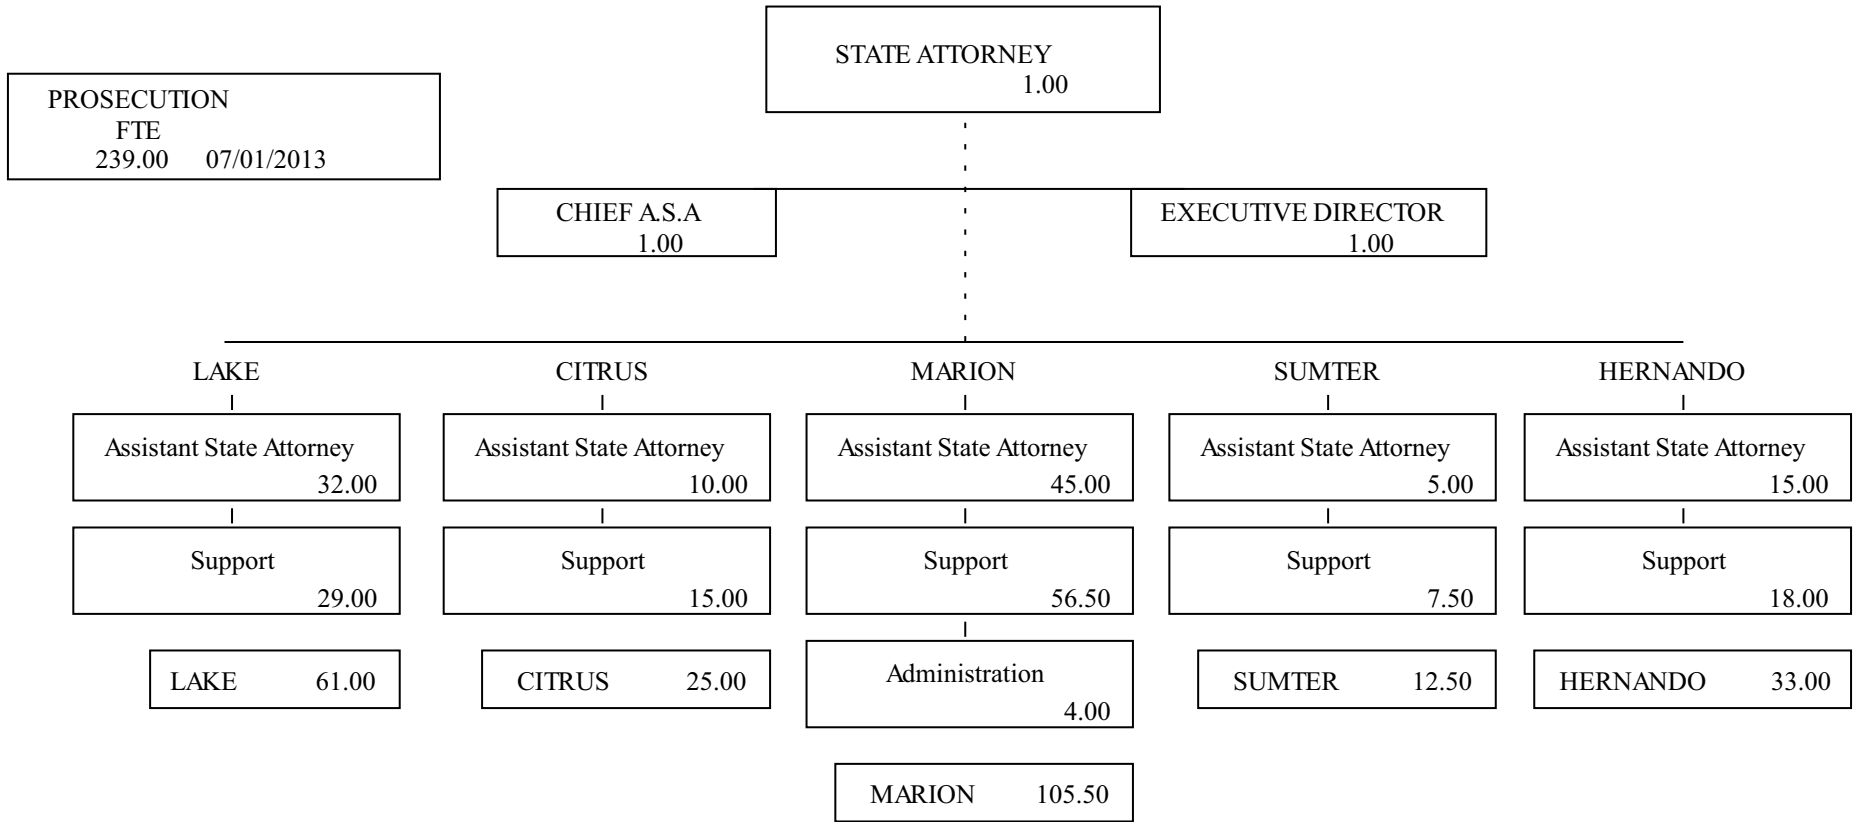 STATE ATTORNEY
1.00
PROSECUTION
FTE
239.00 07/01/2013
CHIEF A.S.A
1.00
EXECUTIVE DIRECTOR
1.00
LAKE CITRUS MARION SUMTER HERNANDO
Assistant State Attorney
32.00
Assistant State Attorney
10.00
Assistant State Attorney
45.00
Assistant State Attorney
5.00
Assistant State Attorney
15.00
Support
29.00
Support
15.00
Support
56.50
Support
7.50
Support
18.00
LAKE 61.00
CITRUS 25.00
Administration
4.00
SUMTER 12.50
HERNANDO 33.00
MARION 105.50